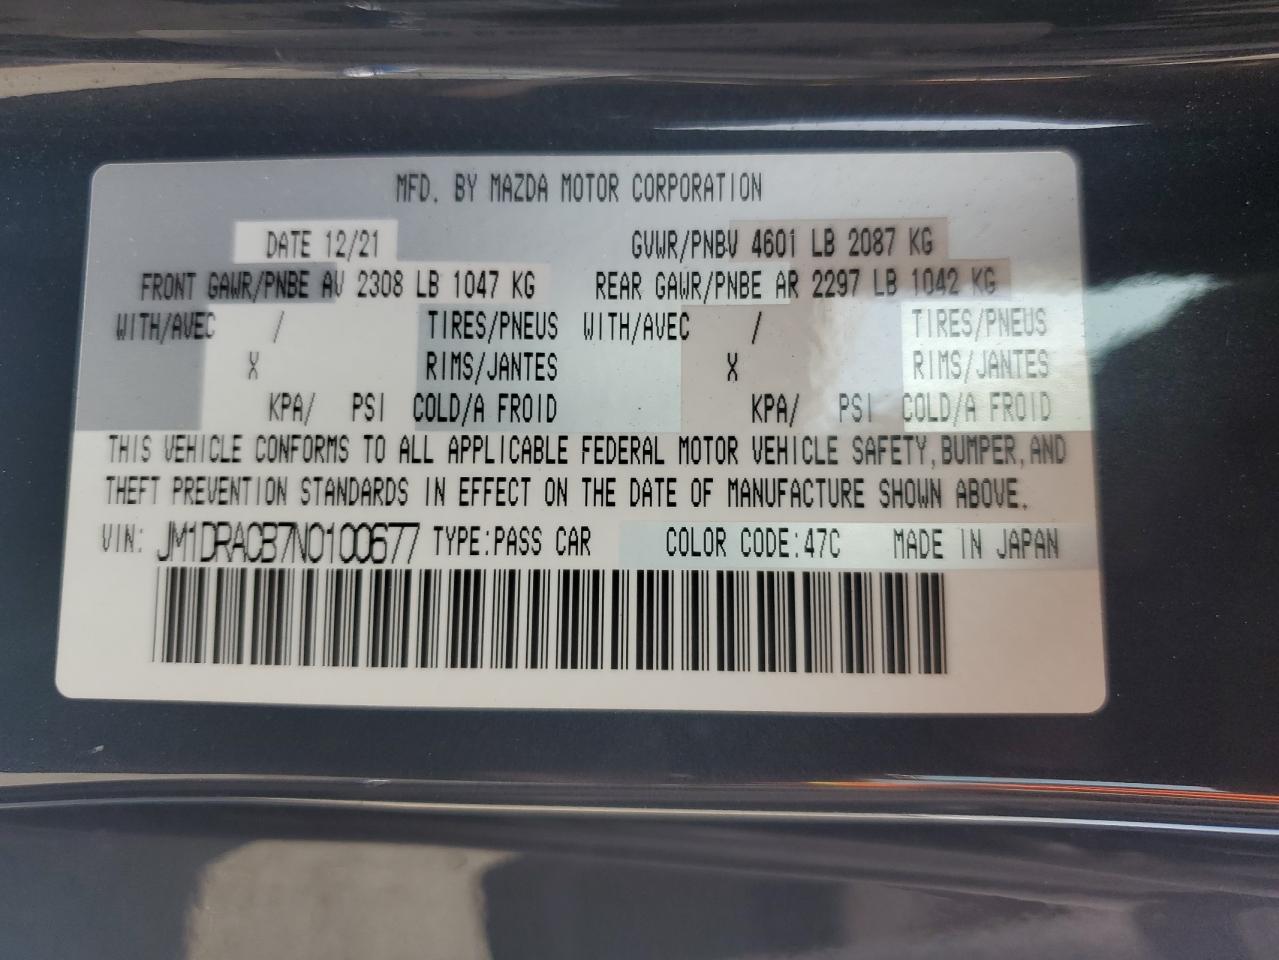 MFD. BY MAZDA MOTOR CORPORATION
DATE 12/21 GVWR/PNBV 4601 LB 2087 KG
FRONT GAWR/PNBE AV 2308 LB 1047 KG REAR GAWR/PNBE AR 2297 LB 1042 KG
WITH/AVEC / TIRES/PNEUS WITH/AVEC / TIRES/PNEUS
X RIMS/JANTES X RIMS/JANTES
KPA/ PSI COLD/A FROID KPA/ PSI COLD/A FROID
THIS VEHICLE CONFORMS TO ALL APPLICABLE FEDERAL MOTOR VEHICLE SAFETY, BUMPER, AND
THEFT PREVENTION STANDARDS IN EFFECT ON THE DATE OF MANUFACTURE SHOWN ABOVE.
VIN: JM1DRACB7N0100677 TYPE:PASS CAR COLOR CODE:47C MADE IN JAPAN